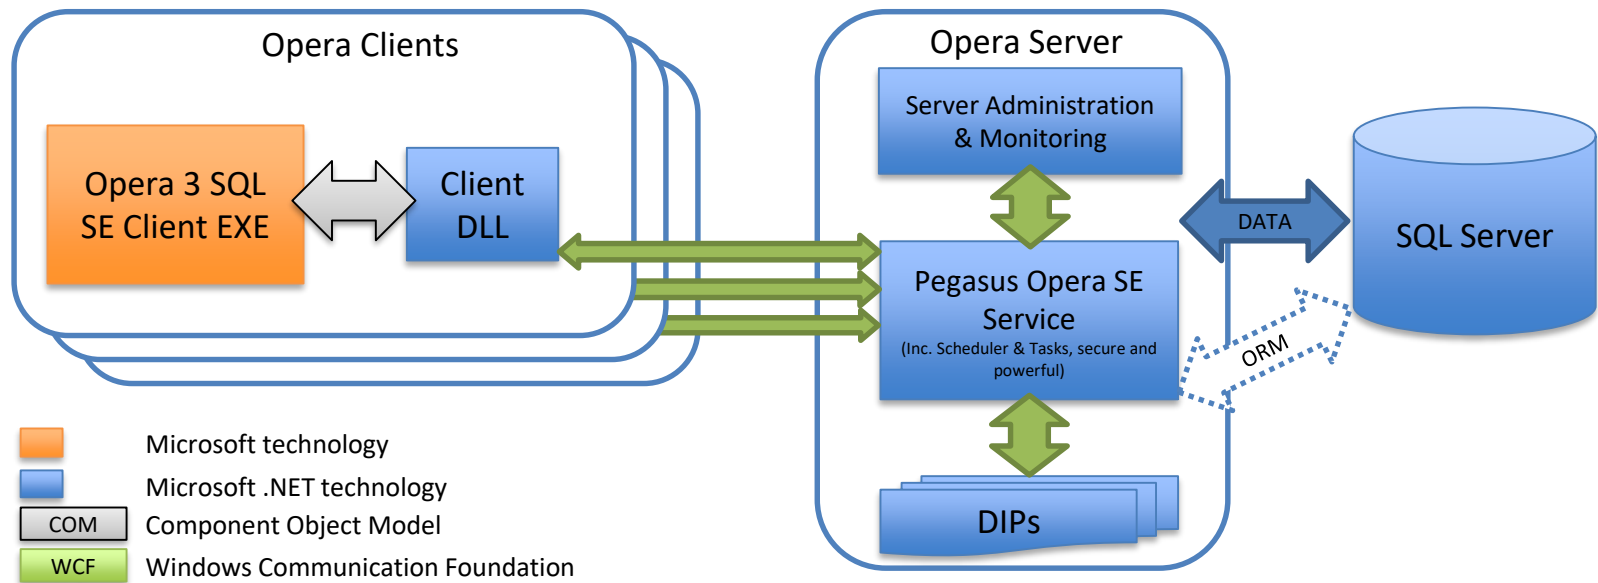 Opera Clients
Opera 3 SQL
SE Client EXE
Client
DLL
Opera Server
Server Administration
& Monitoring
Pegasus Opera SE
Service
(Inc. Scheduler & Tasks, secure and
powerful)
DIPs
DATA
ORM
SQL Server
Microsoft technology
Microsoft .NET technology
COM Component Object Model
WCF Windows Communication Foundation